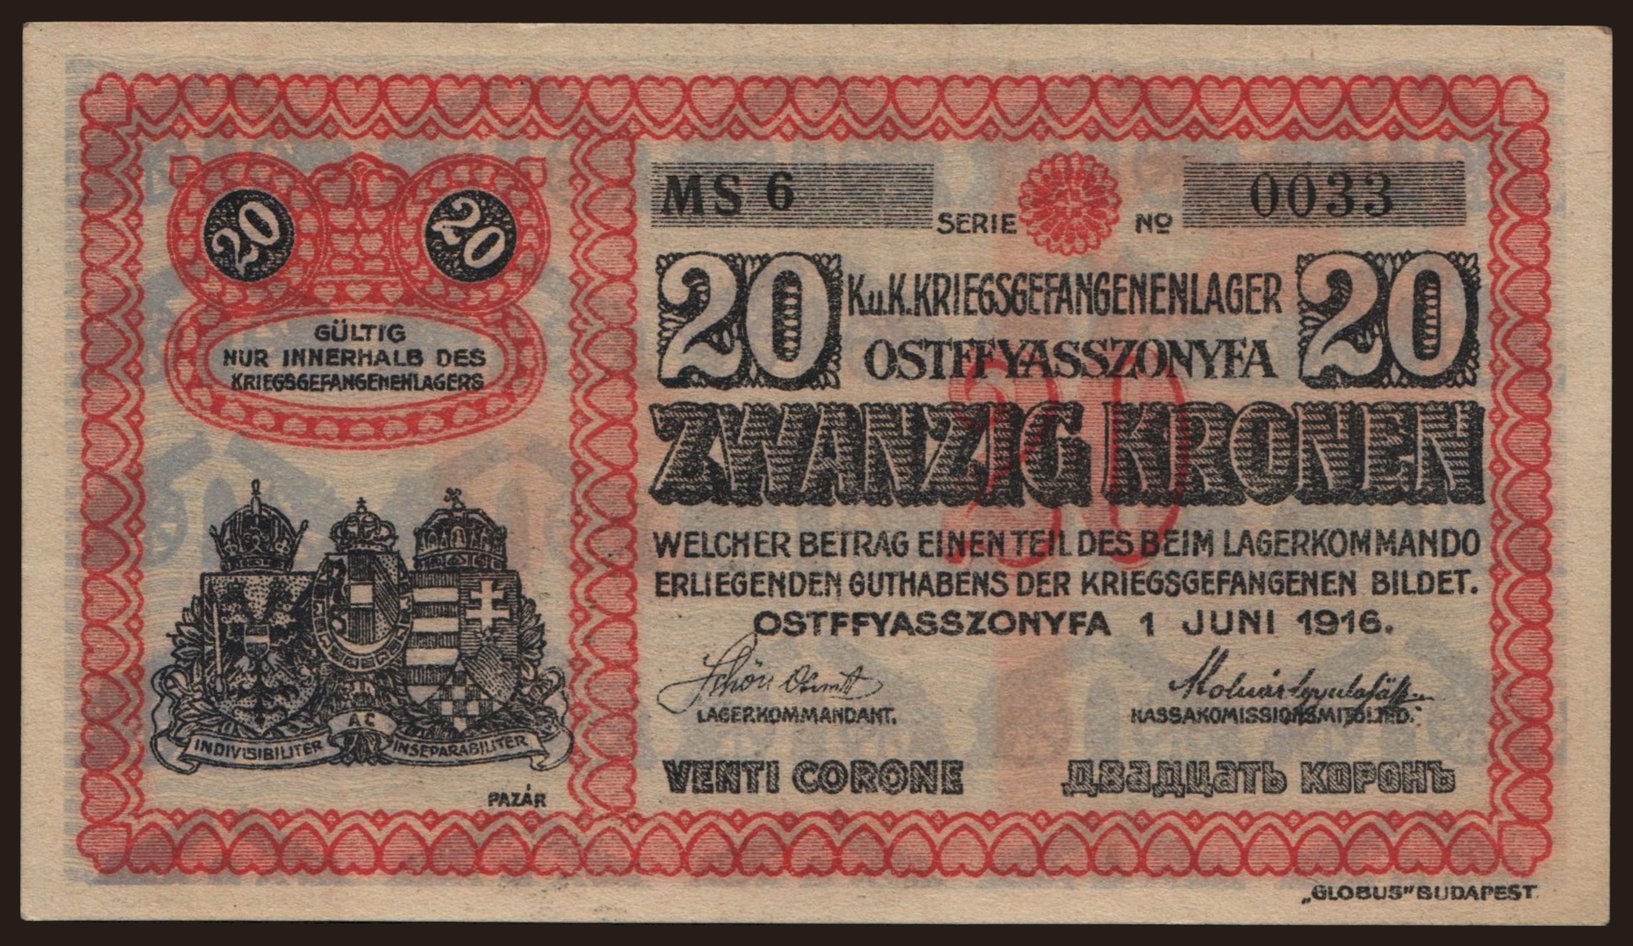 20 20
GÜLTIG
NUR INNERHALB DES
KRIEGSGEFANGENENLAGERS
MS 6 SERIE No 0033
20 K.u.K. KRIEGSGEFANGENENLAGER 20
OSTFFYASSZONYFA
ZWANZIG KRONEN
20
WELCHER BETRAG EINEN TEIL DES BEIM LAGERKOMMANDO
ERLIEGENDEN GUTHABENS DER KRIEGSGEFANGENEN BILDET.
OSTFFYASSZONYFA 1 JUNI 1916.
LAGERKOMMANDANT. KASSAKOMISSIONSMITGLIED.
INDIVISIBILITER AC INSEPARABILITER
VENTI CORONE ДВАДЦАТЬ КОРОНЪ
PAZÁR
„GLOBUS" BUDAPEST